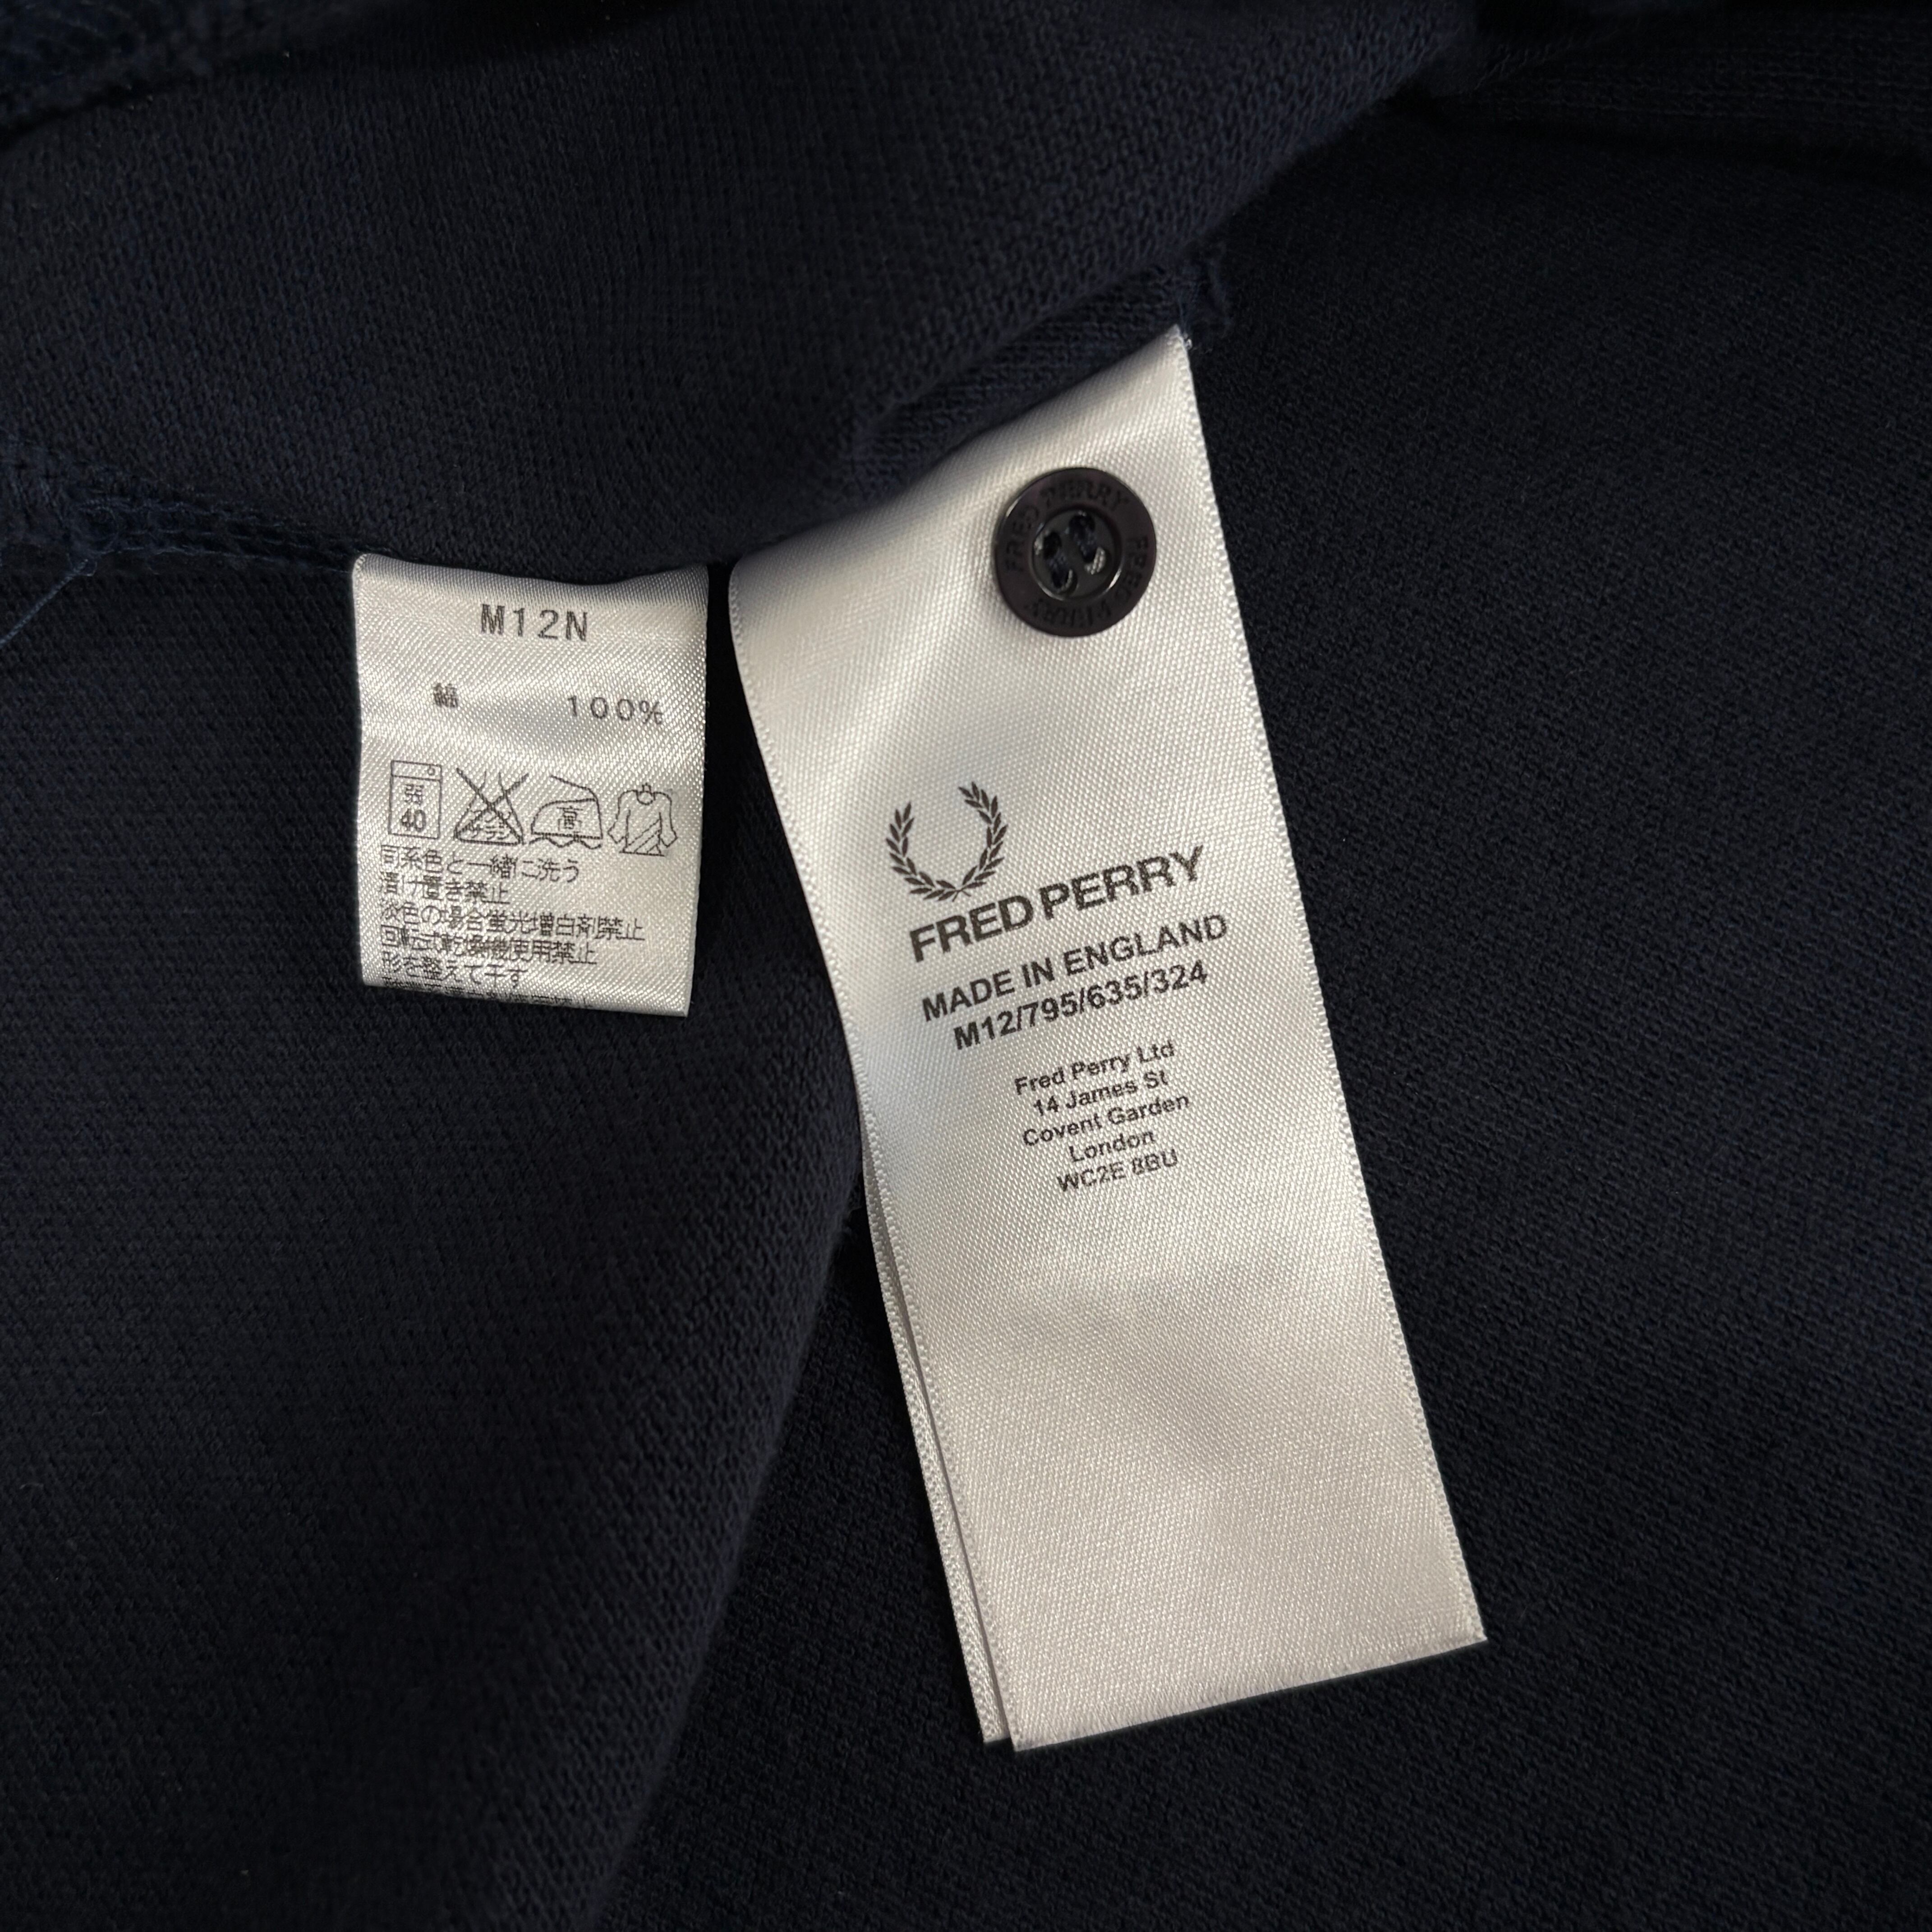 M12N
綿 100%
弱
40
高
同系色と一緒に洗う
漬け置き禁止
淡色の場合蛍光増白剤禁止
回転式乾燥機使用禁止
形を整えて干す
FRED PERRY FRED PERRY
FRED PERRY
MADE IN ENGLAND
M12/795/635/324
Fred Perry Ltd
14 James St
Covent Garden
London
WC2E 8BU